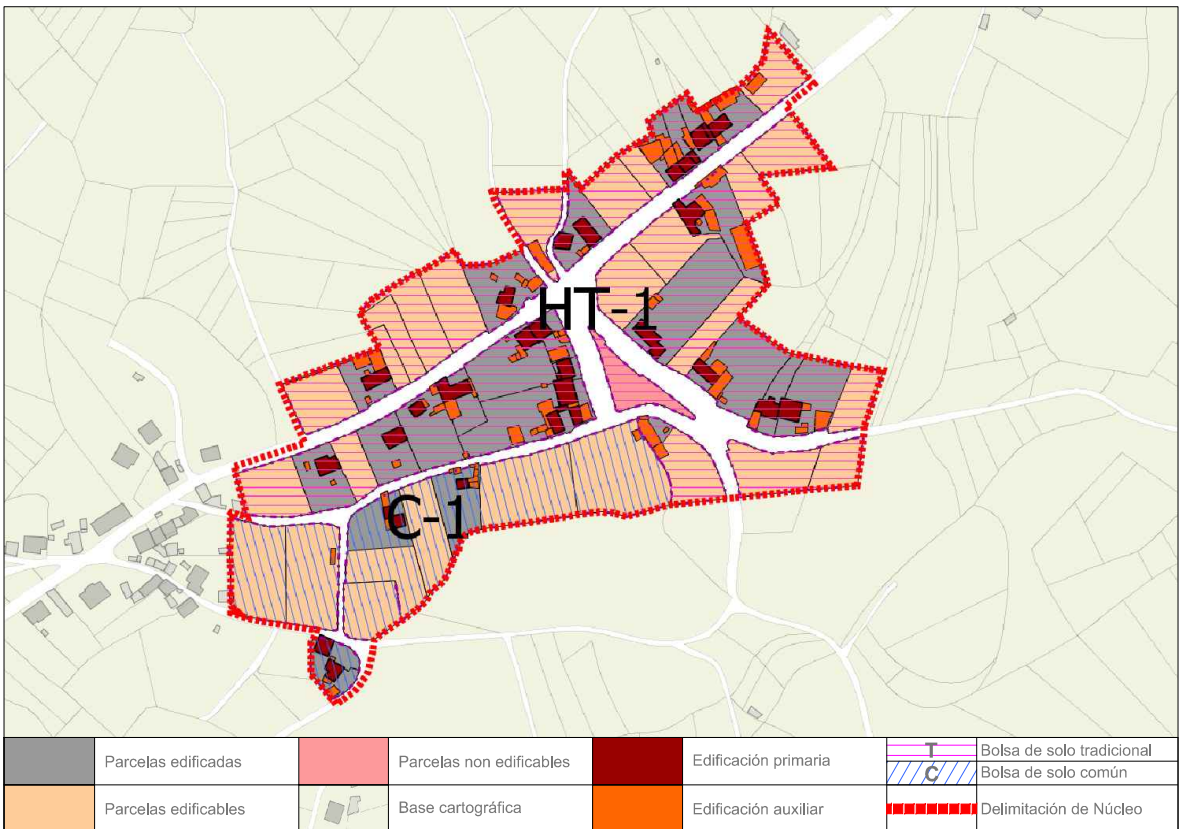 HT-1
C-1
Parcelas edificadas
Parcelas non edificables
Edificación primaria
T
Bolsa de solo tradicional
C
Bolsa de solo común
Parcelas edificables
Base cartográfica
Edificación auxiliar
Delimitación de Núcleo